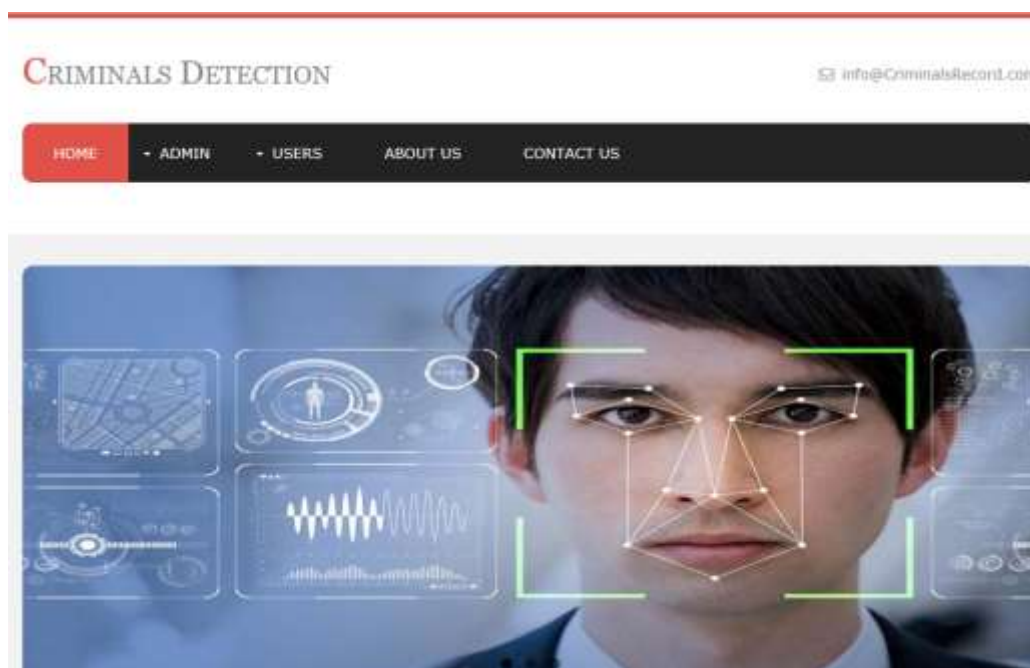 CRIMINALS DETECTION
info@CriminalsRecord.com
HOME
ADMIN
USERS
ABOUT US
CONTACT US